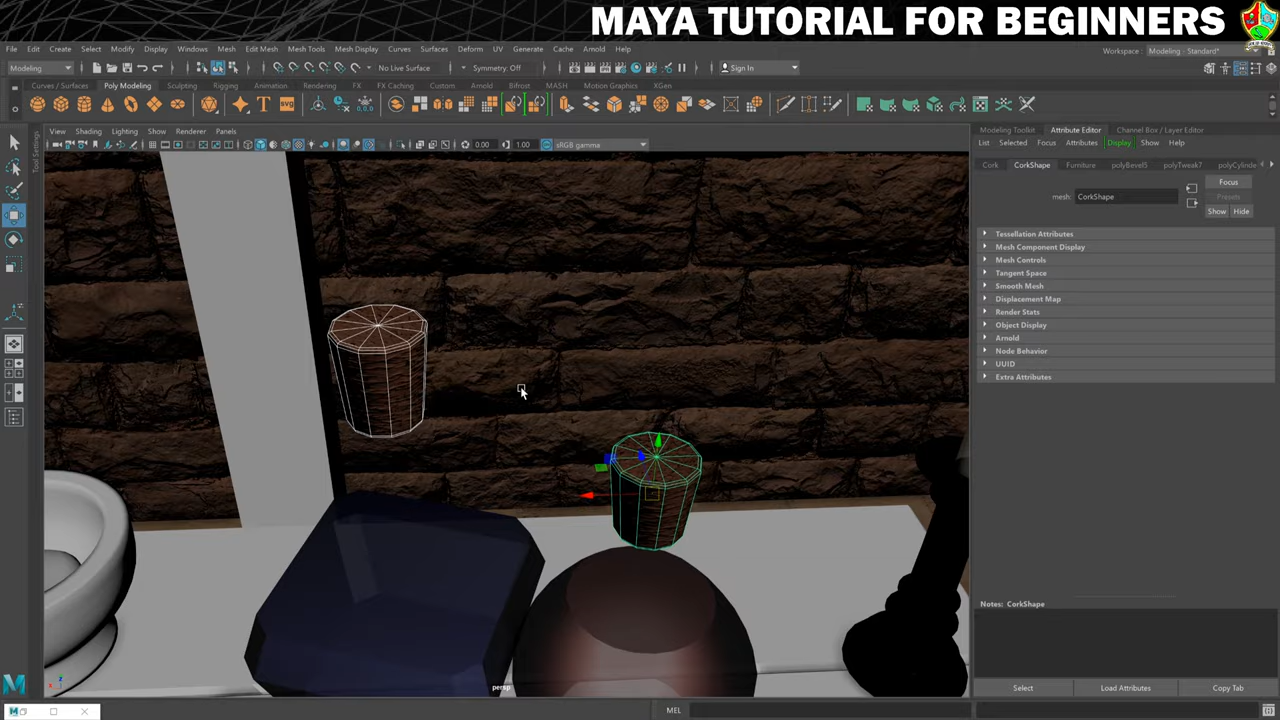 MAYA TUTORIAL FOR BEGINNERS
File Edit Create Select Modify Display Windows Mesh Edit Mesh Mesh Tools Mesh Display Curves Surfaces Deform UV Generate Cache Arnold Help
Workspace: Modeling - Standard*
Modeling No Live Surface Symmetry: Off Sign In
Curves / Surfaces Poly Modeling Sculpting Rigging Animation Rendering FX FX Caching Custom Arnold Bifrost MASH Motion Graphics XGen
View Shading Lighting Show Renderer Panels
Modeling Toolkit Attribute Editor Channel Box / Layer Editor
List Selected Focus Attributes Display Show Help
0.00 1.00 sRGB gamma
Tool Settings
Cork CorkShape Furniture polyBevel5 polyTweak7 polyCylinde
Focus
mesh: CorkShape
Presets
Show Hide
Tessellation Attributes
Mesh Component Display
Mesh Controls
Tangent Space
Smooth Mesh
Displacement Map
Render Stats
Object Display
Arnold
Node Behavior
UUID
Extra Attributes
Notes: CorkShape
persp
Select Load Attributes Copy Tab
MEL